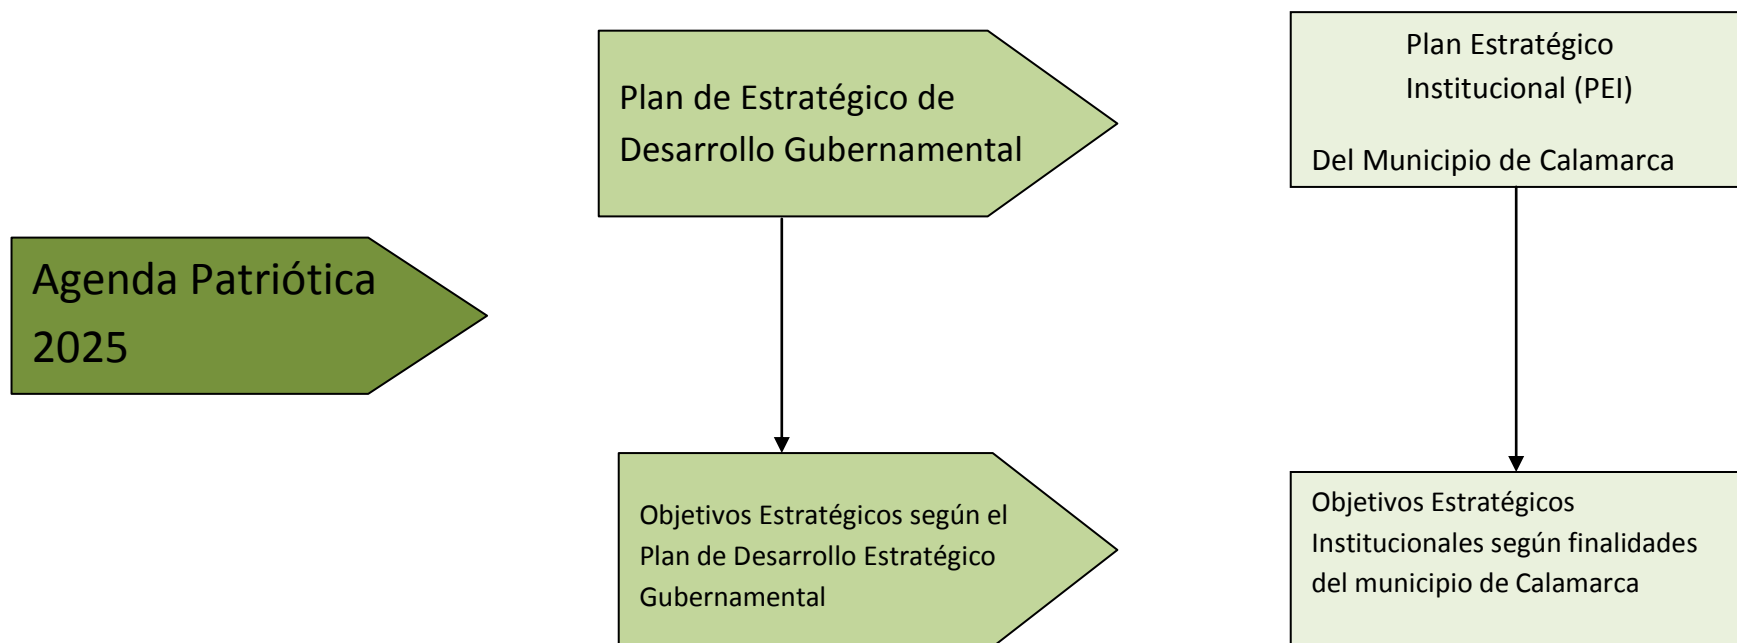 Agenda Patriótica
2025
Plan de Estratégico de
Desarrollo Gubernamental
Objetivos Estratégicos según el
Plan de Desarrollo Estratégico
Gubernamental
Plan Estratégico
Institucional (PEI)
Del Municipio de Calamarca
Objetivos Estratégicos
Institucionales según finalidades
del municipio de Calamarca